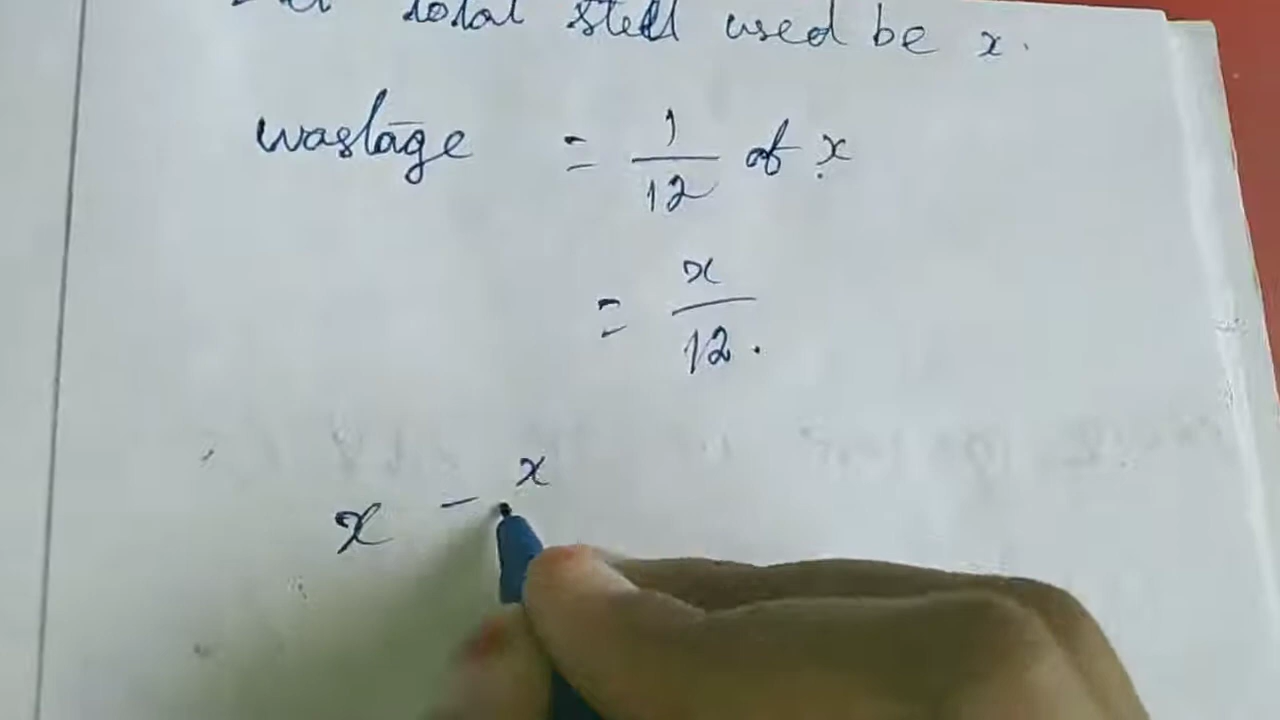 total steel used be x.
wastage = 1/12 of x
= x/12.
x - x